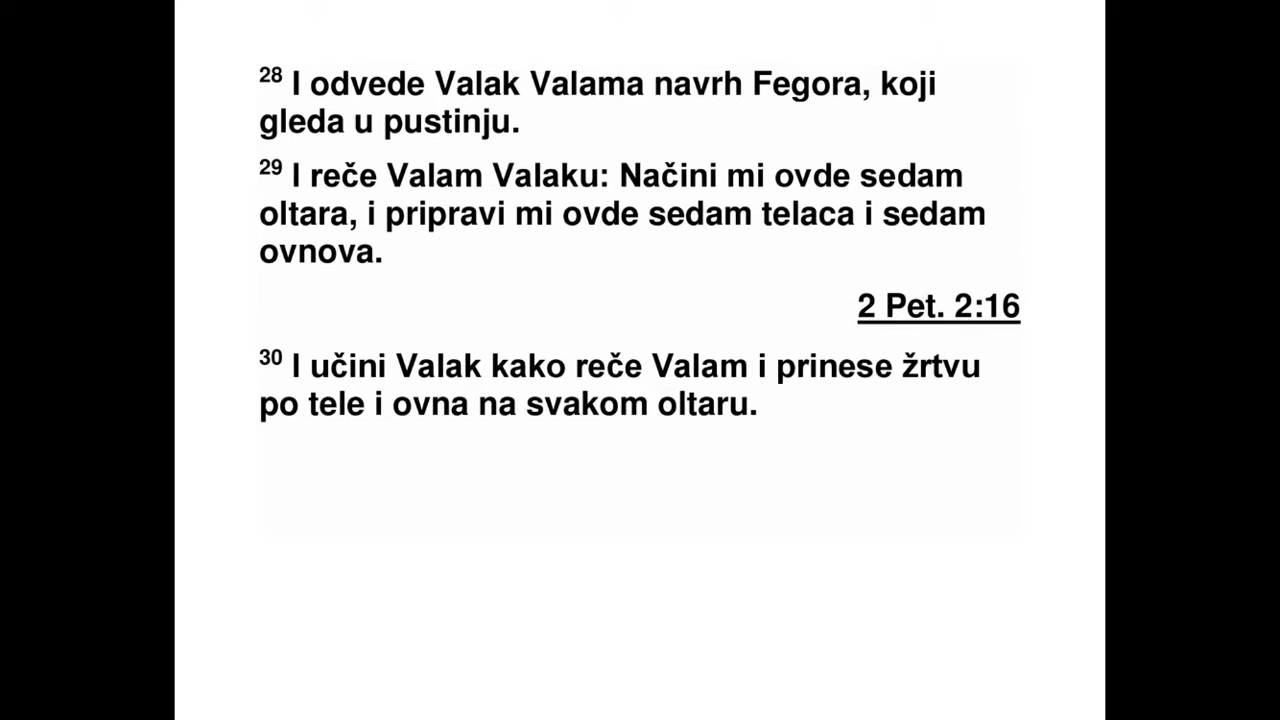 28 I odvede Valak Valama navrh Fegora, koji
gleda u pustinju.
29 I reče Valam Valaku: Načini mi ovde sedam
oltara, i pripravi mi ovde sedam telaca i sedam
ovnova.
2 Pet. 2:16
30 I učini Valak kako reče Valam i prinese žrtvu
po tele i ovna na svakom oltaru.